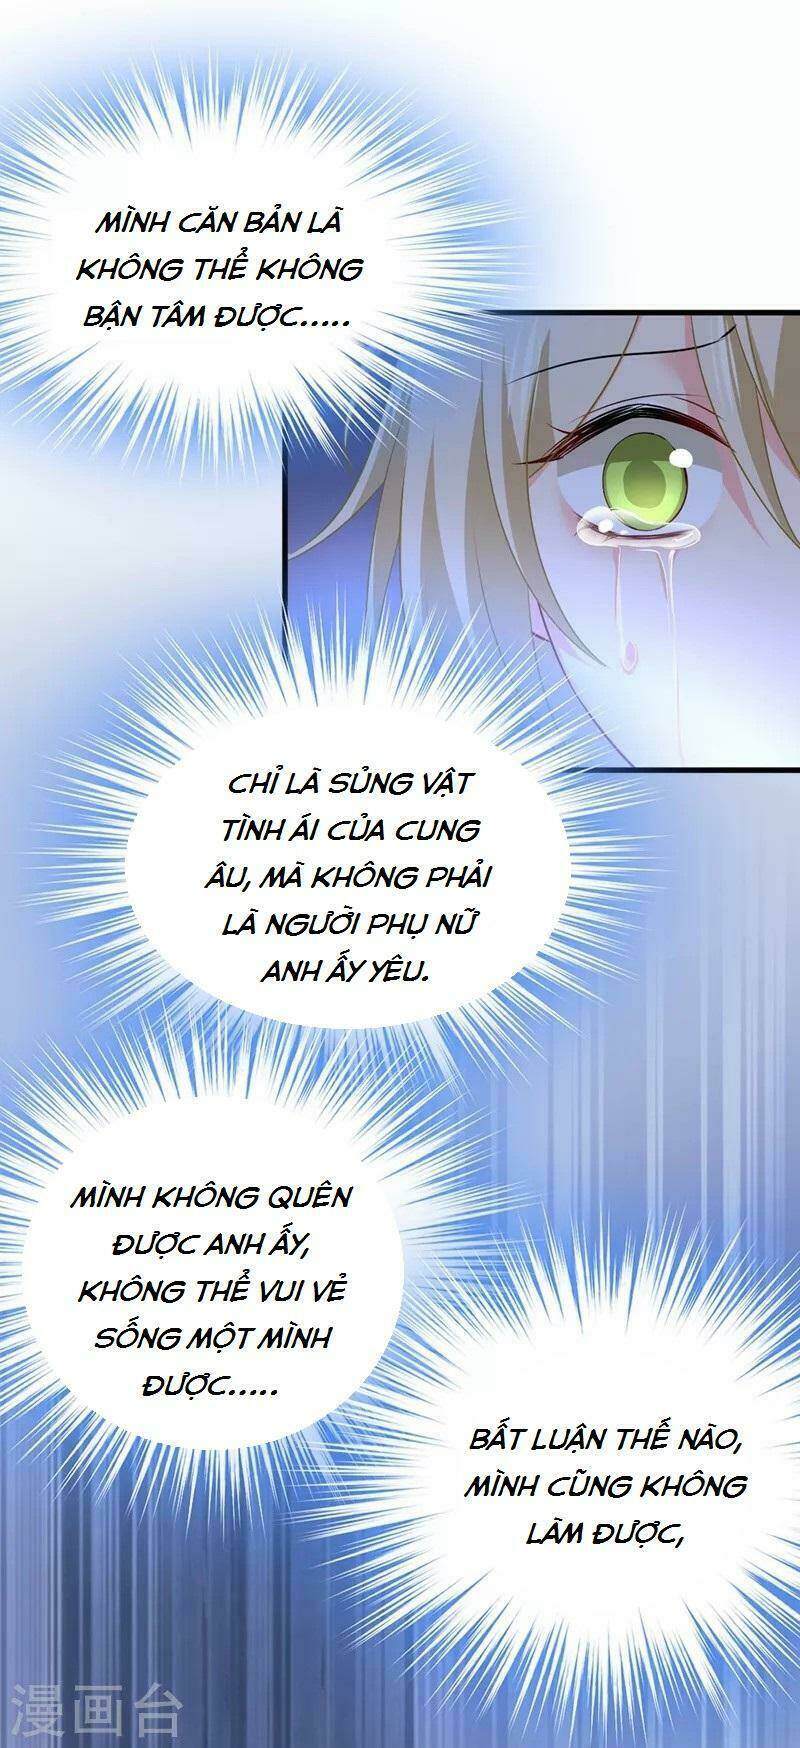 MÌNH CĂN BẢN LÀ
KHÔNG THỂ KHÔNG
BẬN TÂM ĐƯỢC.....
CHỈ LÀ SỦNG VẬT
TÌNH ÁI CỦA CUNG
ÂU, MÀ KHÔNG PHẢI
LÀ NGƯỜI PHỤ NỮ
ANH ẤY YÊU.
MÌNH KHÔNG QUÊN
ĐƯỢC ANH ẤY,
KHÔNG THỂ VUI VẺ
SỐNG MỘT MÌNH
ĐƯỢC.....
BẤT LUẬN THẾ NÀO,
MÌNH CŨNG KHÔNG
LÀM ĐƯỢC,
漫画台